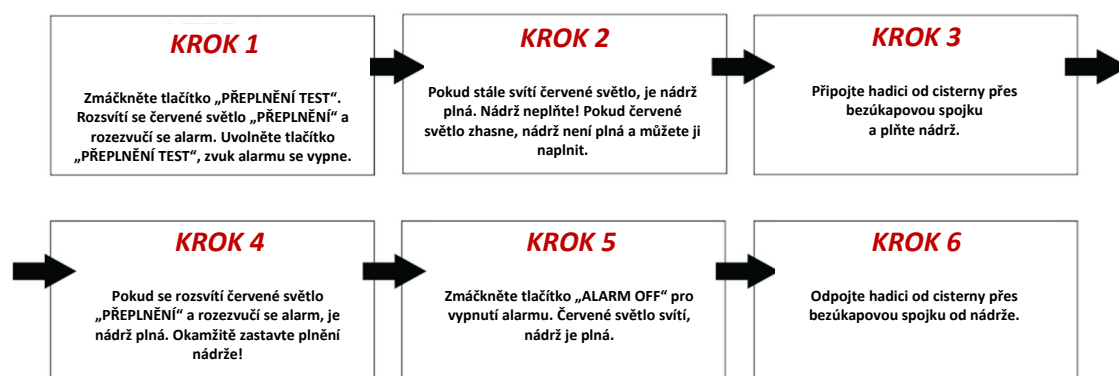 KROK 1
Zmáčkněte tlačítko „PŘEPLNĚNÍ TEST“.
Rozsvítí se červené světlo „PŘEPLNĚNÍ“ a
rozezvučí se alarm. Uvolněte tlačítko
„PŘEPLNĚNÍ TEST“, zvuk alarmu se vypne.
KROK 2
Pokud stále svítí červené světlo, je nádrž
plná. Nádrž neplňte! Pokud červené
světlo zhasne, nádrž není plná a můžete ji
naplnit.
KROK 3
Připojte hadici od cisterny přes
bezúkapovou spojku
a plňte nádrž.
KROK 4
Pokud se rozsvítí červené světlo
„PŘEPLNĚNÍ“ a rozezvučí se alarm, je
nádrž plná. Okamžitě zastavte plnění
nádrže!
KROK 5
Zmáčkněte tlačítko „ALARM OFF“ pro
vypnutí alarmu. Červené světlo svítí,
nádrž je plná.
KROK 6
Odpojte hadici od cisterny přes
bezúkapovou spojku od nádrže.